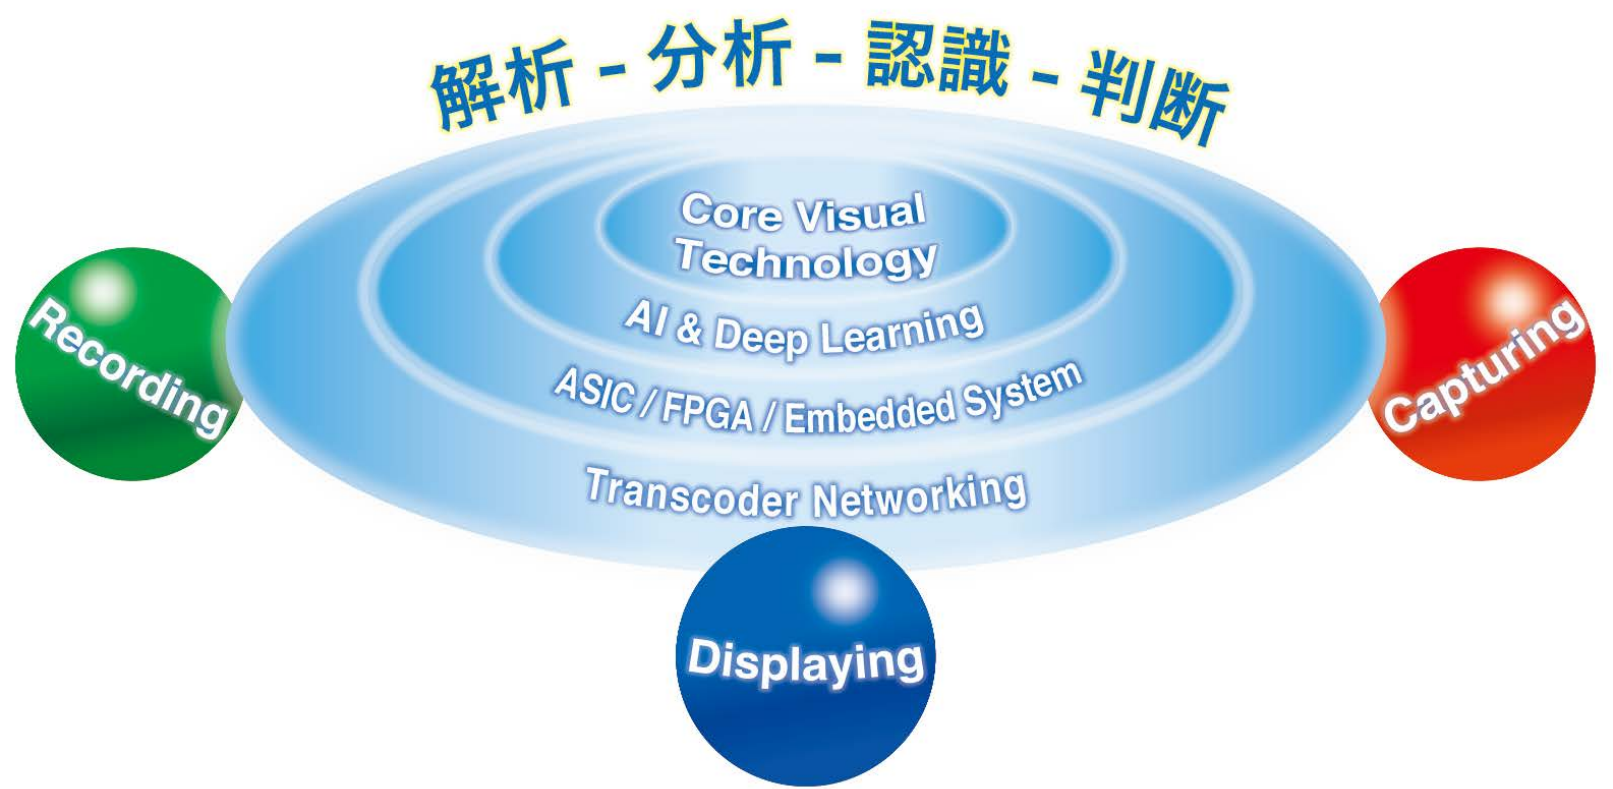 解析 - 分析 - 認識 - 判断
Core Visual
Technology
AI & Deep Learning
ASIC / FPGA / Embedded System
Transcoder Networking
Recording
Capturing
Displaying